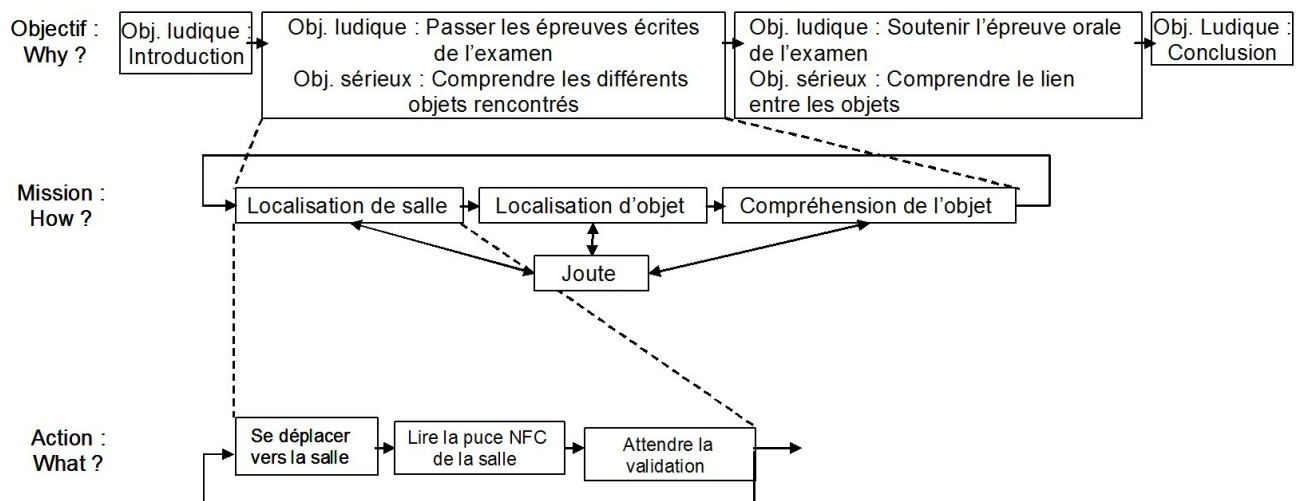 Objectif :
Why ?
Obj. ludique :
Introduction
Obj. ludique : Passer les épreuves écrites
de l'examen
Obj. sérieux : Comprendre les différents
objets rencontrés
Obj. ludique : Soutenir l'épreuve orale
de l'examen
Obj. sérieux : Comprendre le lien
entre les objets
Obj. Ludique :
Conclusion
Mission :
How ?
Localisation de salle
Localisation d'objet
Compréhension de l'objet
Joute
Action :
What ?
Se déplacer
vers la salle
Lire la puce NFC
de la salle
Attendre la
validation